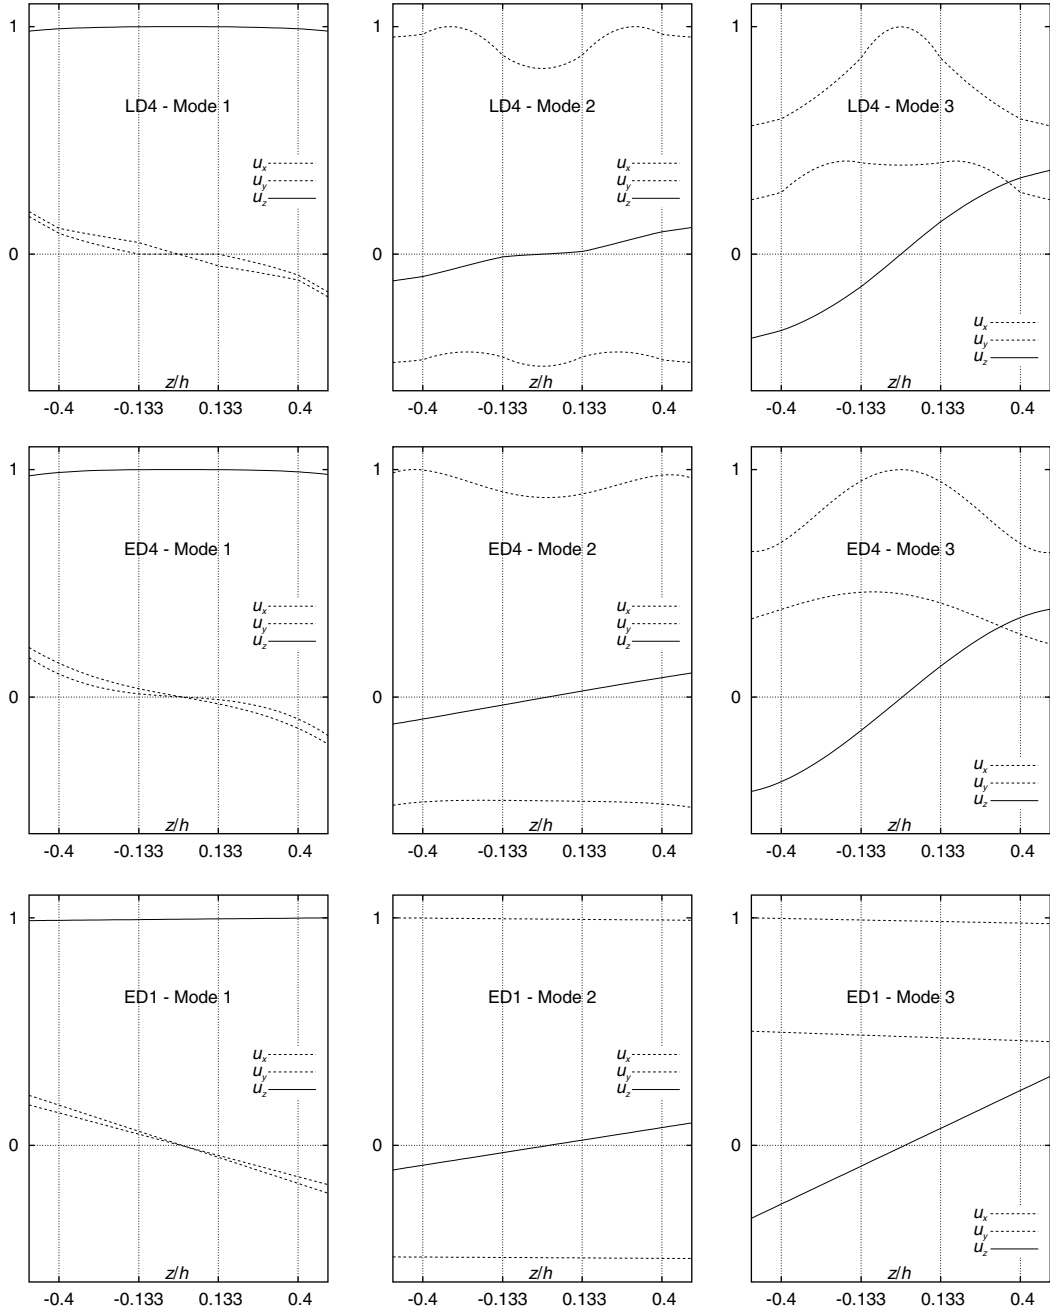 1 LD4 - Mode 1 u_x u_y u_z 0 z/h -0.4 -0.133 0.133 0.4
1 LD4 - Mode 2 u_x u_y u_z 0 z/h -0.4 -0.133 0.133 0.4
1 LD4 - Mode 3 0 u_x u_y u_z z/h -0.4 -0.133 0.133 0.4
1 ED4 - Mode 1 u_x u_y u_z 0 z/h -0.4 -0.133 0.133 0.4
1 ED4 - Mode 2 u_x u_y u_z 0 z/h -0.4 -0.133 0.133 0.4
1 ED4 - Mode 3 0 u_x u_y u_z z/h -0.4 -0.133 0.133 0.4
1 ED1 - Mode 1 u_x u_y u_z 0 z/h -0.4 -0.133 0.133 0.4
1 ED1 - Mode 2 u_x u_y u_z 0 z/h -0.4 -0.133 0.133 0.4
1 ED1 - Mode 3 0 u_x u_y u_z z/h -0.4 -0.133 0.133 0.4